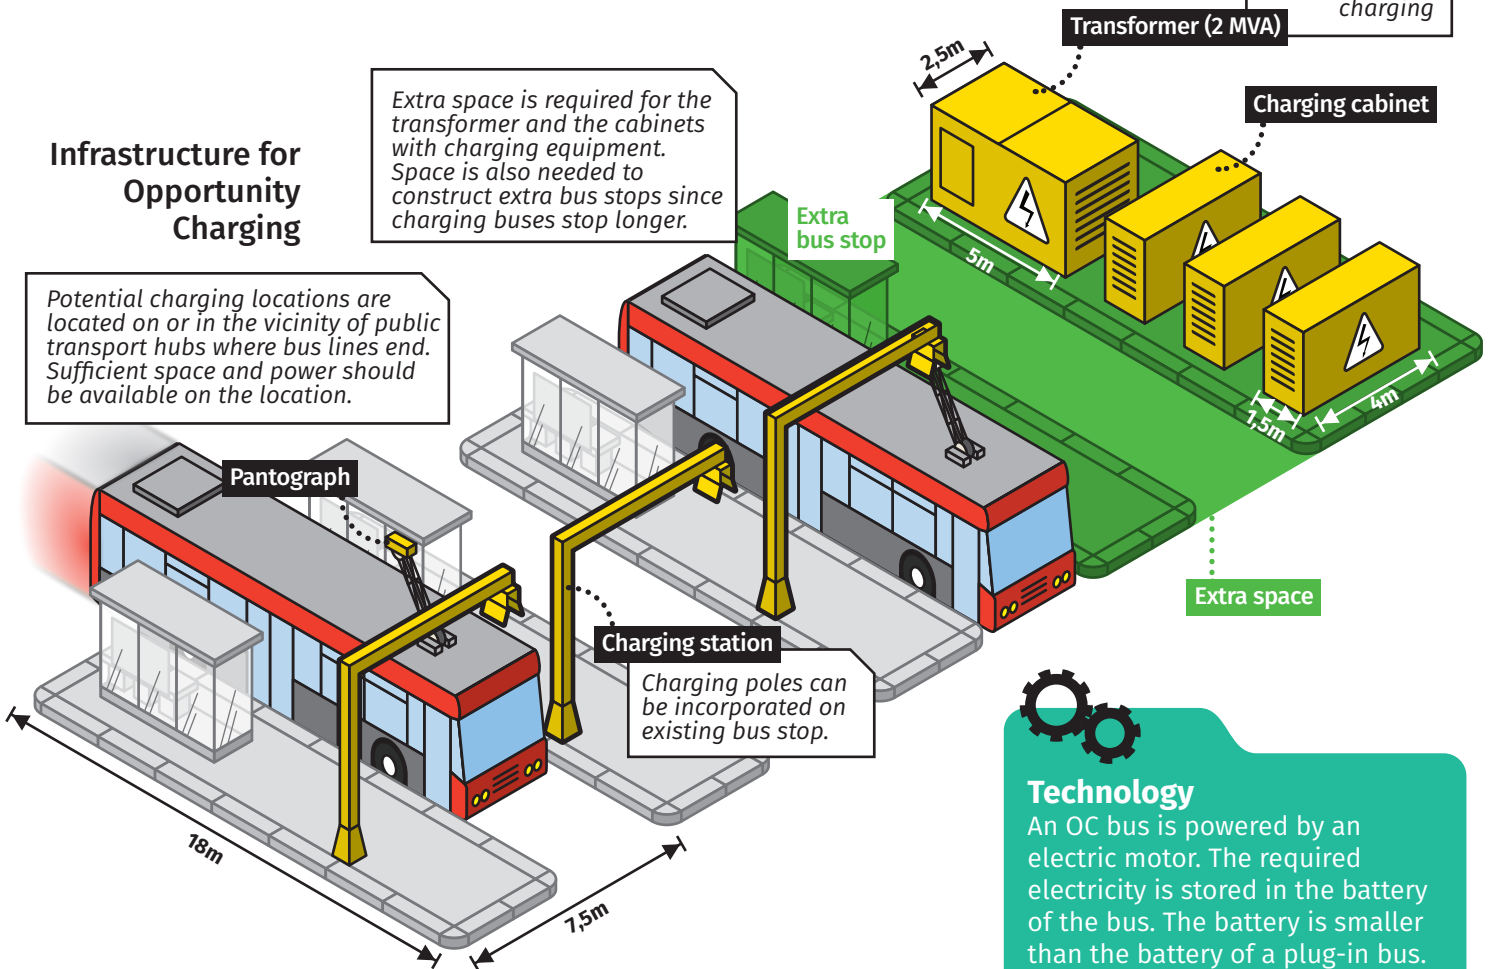 charging
Transformer (2 MVA)
2,5m
Charging cabinet
Extra space is required for the
transformer and the cabinets
with charging equipment.
Space is also needed to
construct extra bus stops since
charging buses stop longer.
Infrastructure for
Opportunity
Charging
Extra
bus stop
5m
Potential charging locations are
located on or in the vicinity of public
transport hubs where bus lines end.
Sufficient space and power should
be available on the location.
1,5m
4m
Pantograph
Extra space
Charging station
Charging poles can
be incorporated on
existing bus stop.
18m
7,5m
Technology
An OC bus is powered by an
electric motor. The required
electricity is stored in the battery
of the bus. The battery is smaller
than the battery of a plug-in bus.